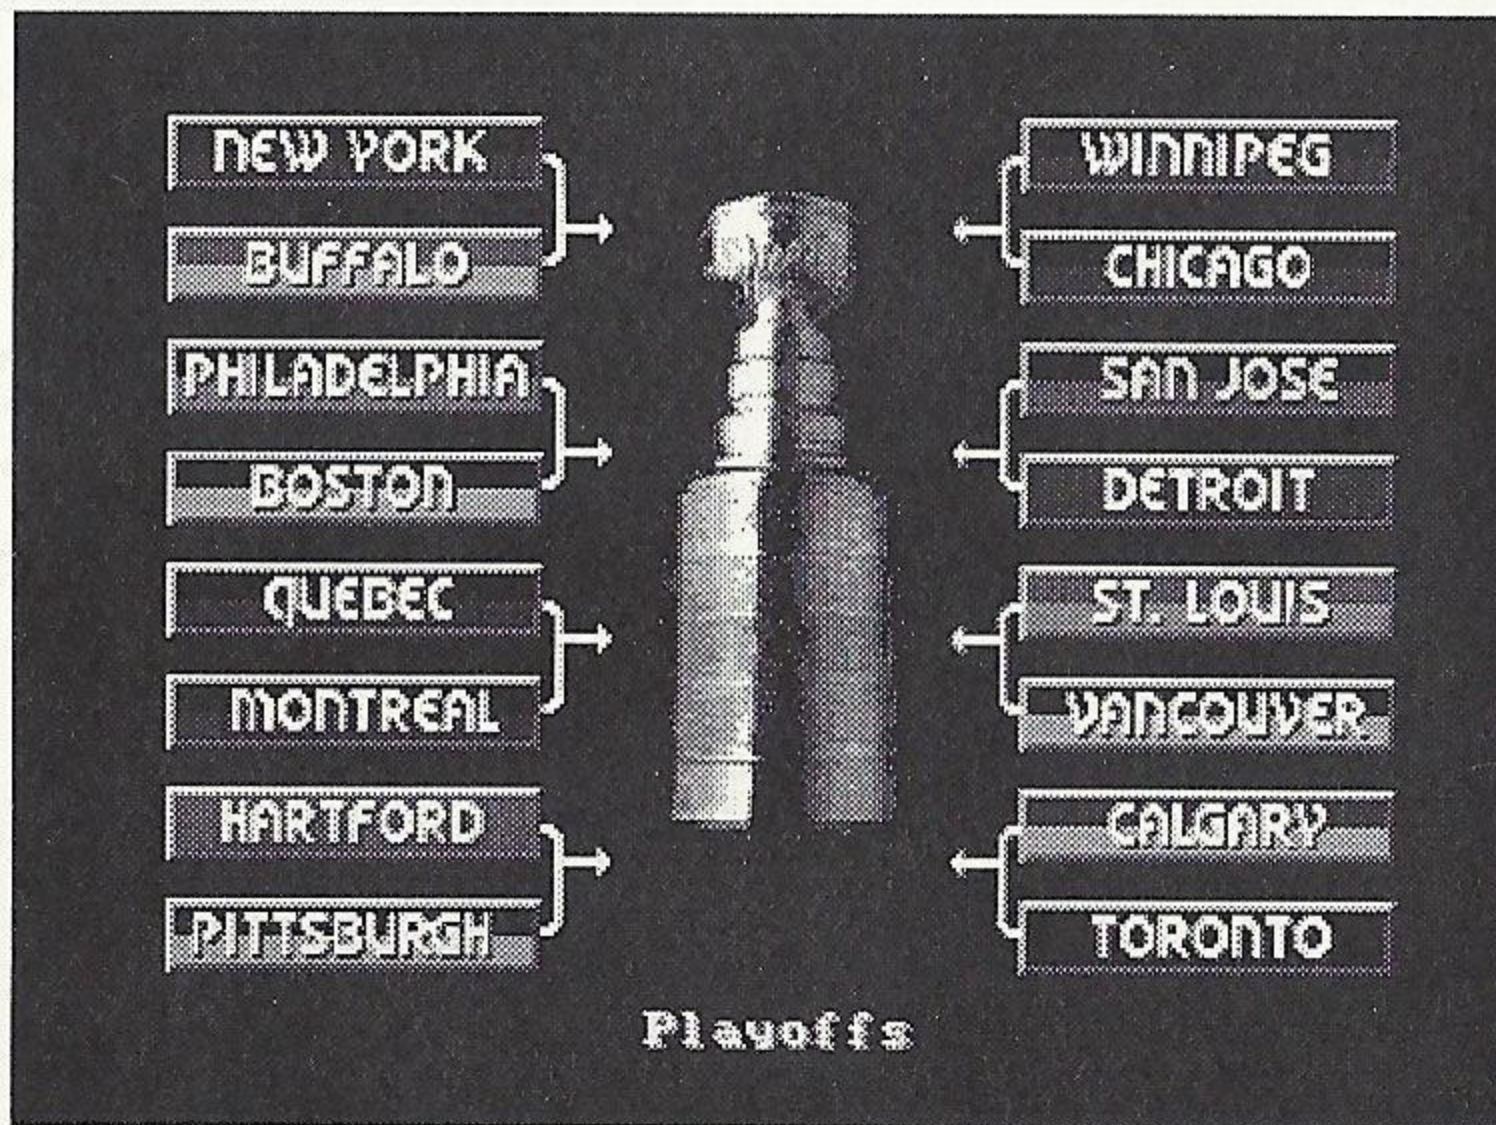 NEW YORK
BUFFALO
PHILADELPHIA
BOSTON
QUEBEC
MONTREAL
HARTFORD
PITTSBURGH
WINNIPEG
CHICAGO
SAN JOSE
DETROIT
ST. LOUIS
VANCOUVER
CALGARY
TORONTO
Playoffs